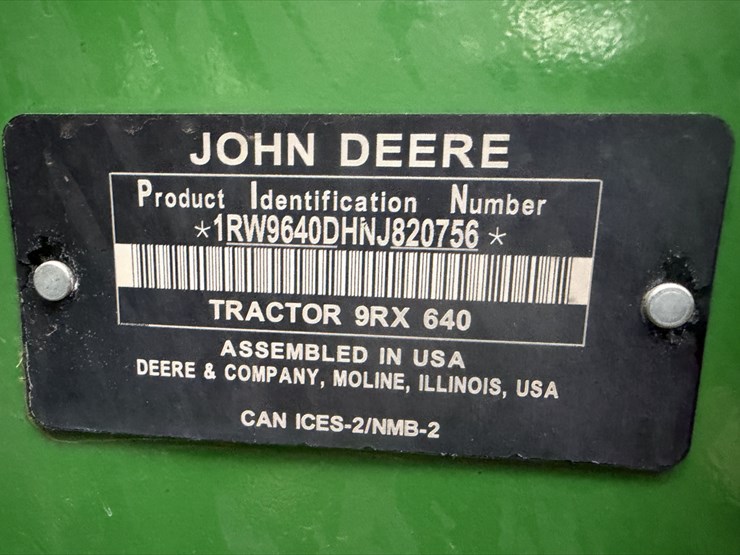 JOHN DEERE
Product Identification Number
*1RW9640DHNJ820756*
TRACTOR 9RX 640
ASSEMBLED IN USA
DEERE & COMPANY, MOLINE, ILLINOIS, USA
CAN ICES-2/NMB-2